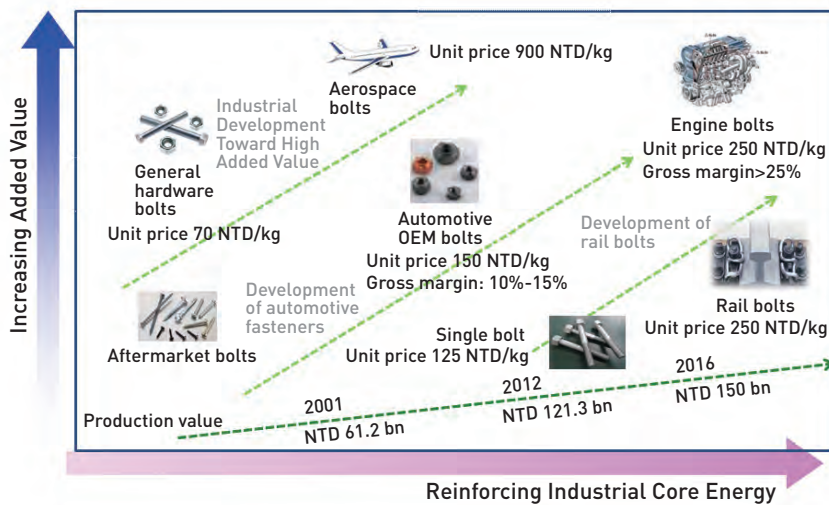 Increasing Added Value
Unit price 900 NTD/kg
Aerospace
bolts
Industrial
Development
Toward High
Added Value
General
hardware
bolts
Unit price 70 NTD/kg
Engine bolts
Unit price 250 NTD/kg
Gross margin>25%
Automotive
OEM bolts
Unit price 150 NTD/kg
Gross margin: 10%-15%
Development of
rail bolts
Development
of automotive
fasteners
Aftermarket bolts
Single bolt
Unit price 125 NTD/kg
Rail bolts
Unit price 250 NTD/kg
Production value
2001
NTD 61.2 bn
2012
NTD 121.3 bn
2016
NTD 150 bn
Reinforcing Industrial Core Energy